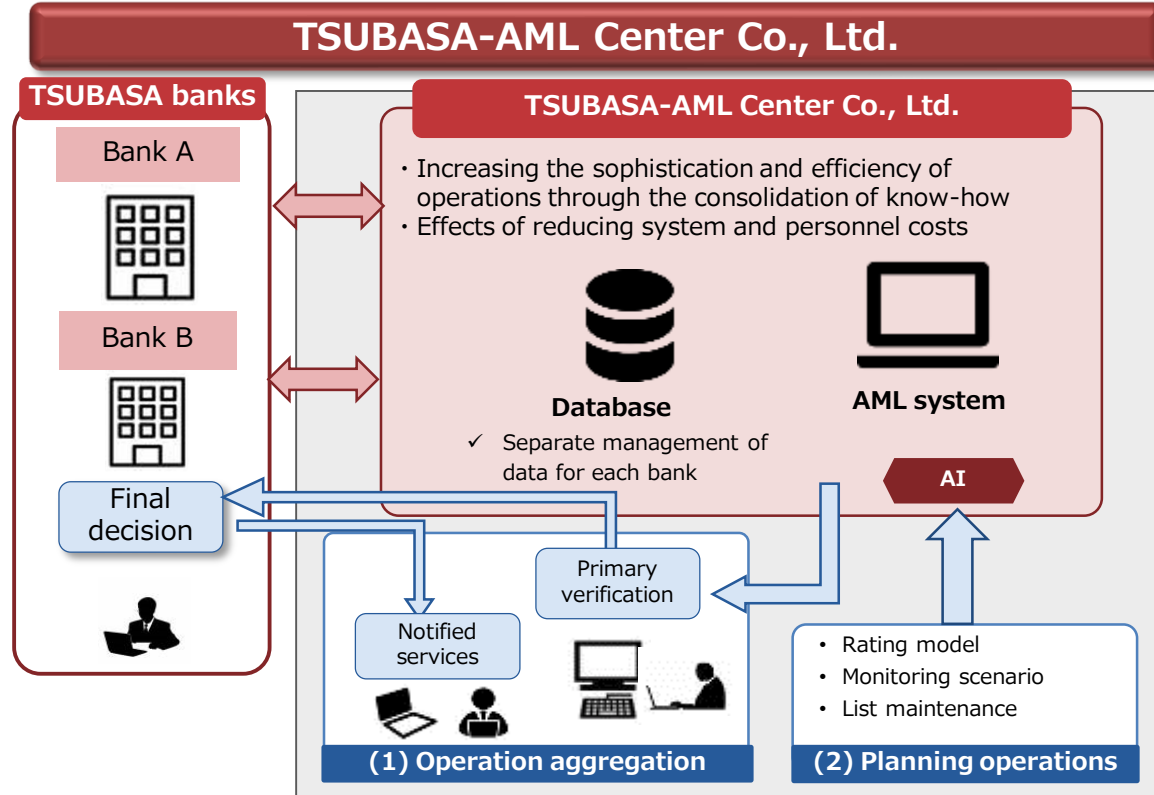 TSUBASA-AML Center Co., Ltd.
TSUBASA banks
Bank A
Bank B
Final
decision
TSUBASA-AML Center Co., Ltd.
・Increasing the sophistication and efficiency of
operations through the consolidation of know-how
・Effects of reducing system and personnel costs
Database
✓ Separate management of
data for each bank
AML system
AI
Primary
verification
Notified
services
(1) Operation aggregation
• Rating model
• Monitoring scenario
• List maintenance
(2) Planning operations